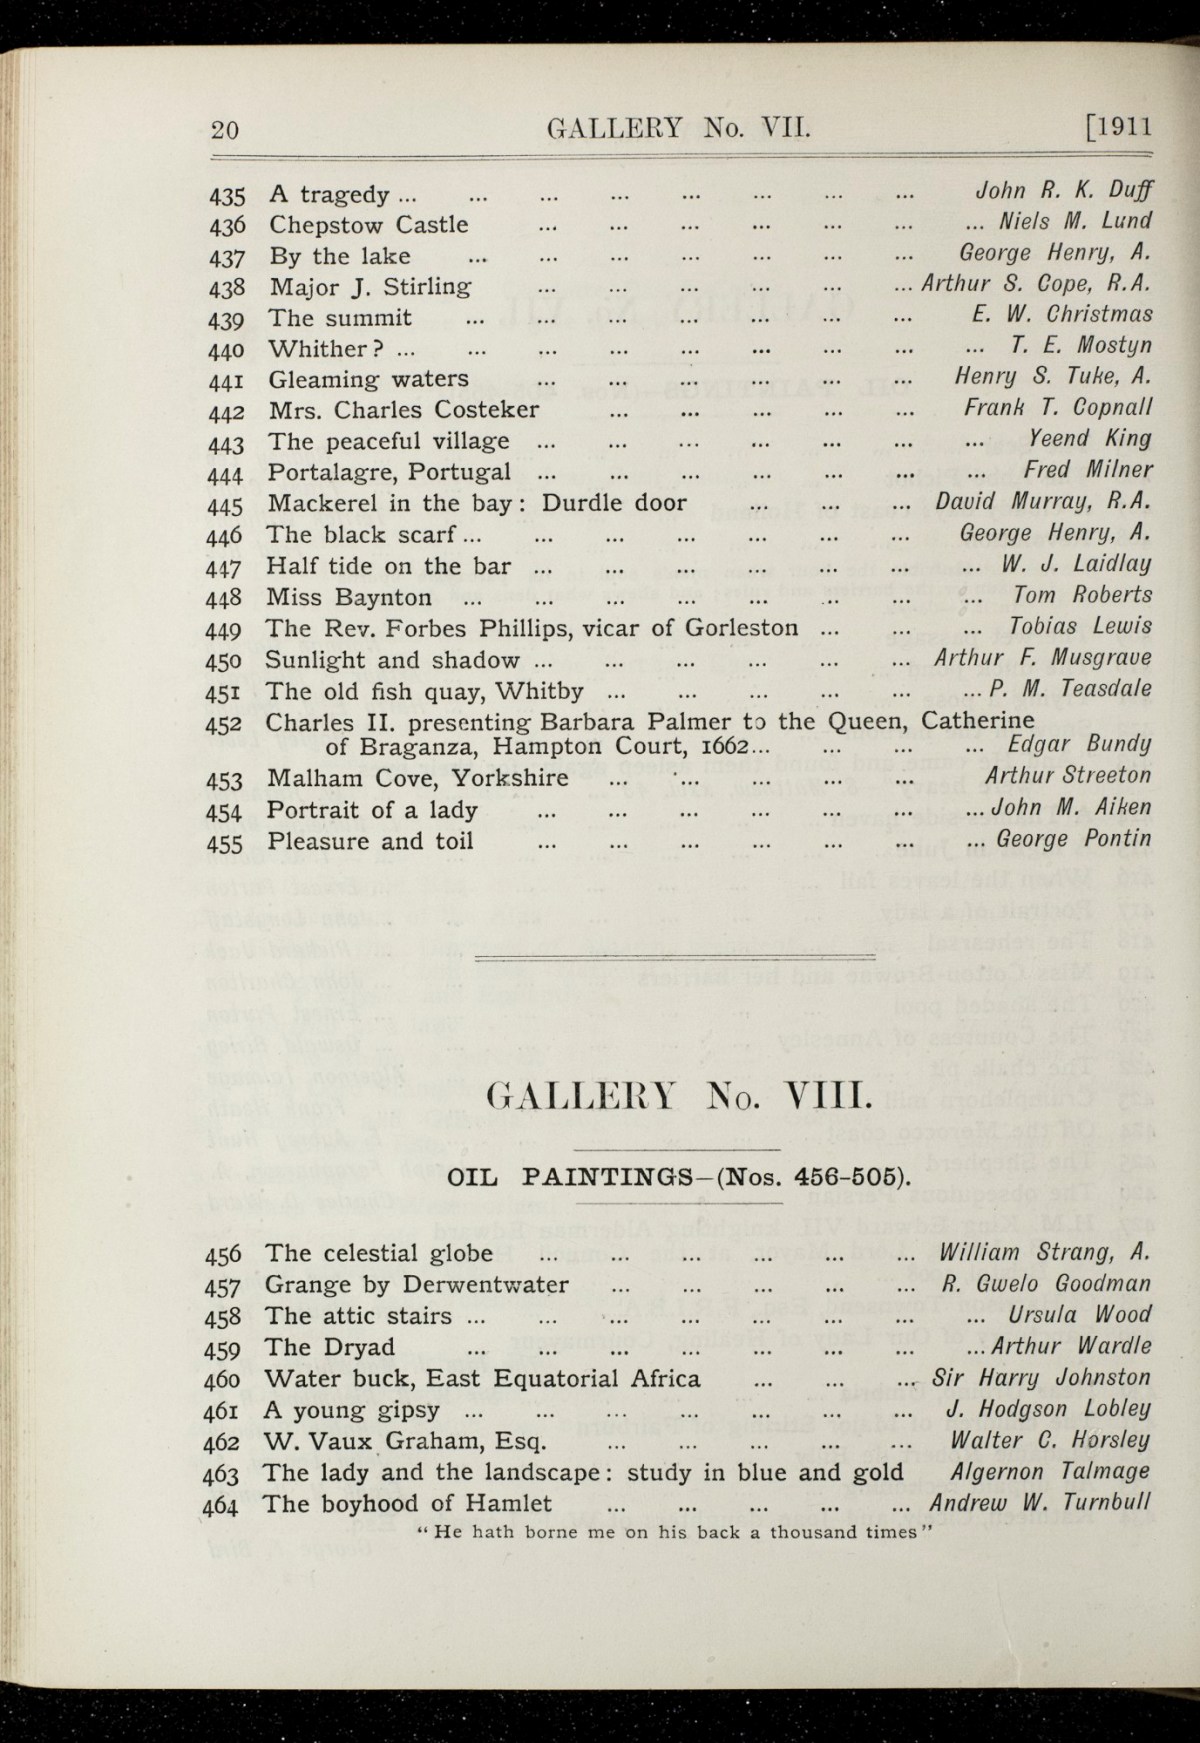 20 GALLERY No. VII. [1911
435 A tragedy ... ... ... ... ... ... ... ... John R. K. Duff
436 Chepstow Castle ... ... ... ... ... ... ... Niels M. Lund
437 By the lake ... ... ... ... ... ... ... George Henry, A.
438 Major J. Stirling ... ... ... ... ... ... Arthur S. Cope, R.A.
439 The summit ... ... ... ... ... ... ... E. W. Christmas
440 Whither? ... ... ... ... ... ... ... ... ... T. E. Mostyn
441 Gleaming waters ... ... ... ... ... ... Henry S. Tuke, A.
442 Mrs. Charles Costeker ... ... ... ... ... Frank T. Copnall
443 The peaceful village ... ... ... ... ... ... ... Yeend King
444 Portalagre, Portugal ... ... ... ... ... ... ... Fred Milner
445 Mackerel in the bay: Durdle door ... ... ... David Murray, R.A.
446 The black scarf ... ... ... ... ... ... ... George Henry, A.
447 Half tide on the bar ... ... ... ... ... ... ... W. J. Laidlay
448 Miss Baynton ... ... ... ... ... ... ... ... Tom Roberts
449 The Rev. Forbes Phillips, vicar of Gorleston ... ... ... Tobias Lewis
450 Sunlight and shadow ... ... ... ... ... ... Arthur F. Musgrave
451 The old fish quay, Whitby ... ... ... ... ... ... P. M. Teasdale
452 Charles II. presenting Barbara Palmer to the Queen, Catherine
of Braganza, Hampton Court, 1662... ... ... ... Edgar Bundy
453 Malham Cove, Yorkshire ... ... ... ... ... Arthur Streeton
454 Portrait of a lady ... ... ... ... ... ... ... John M. Aiken
455 Pleasure and toil ... ... ... ... ... ... ... George Pontin
GALLERY No. VIII.
OIL PAINTINGS—(Nos. 456-505).
456 The celestial globe ... ... ... ... ... ... William Strang, A.
457 Grange by Derwentwater ... ... ... ... ... R. Gwelo Goodman
458 The attic stairs ... ... ... ... ... ... ... ... Ursula Wood
459 The Dryad ... ... ... ... ... ... ... ... Arthur Wardle
460 Water buck, East Equatorial Africa ... ... ... Sir Harry Johnston
461 A young gipsy ... ... ... ... ... ... ... J. Hodgson Lobley
462 W. Vaux Graham, Esq. ... ... ... ... ... Walter C. Horsley
463 The lady and the landscape: study in blue and gold Algernon Talmage
464 The boyhood of Hamlet ... ... ... ... ... Andrew W. Turnbull
"He hath borne me on his back a thousand times"